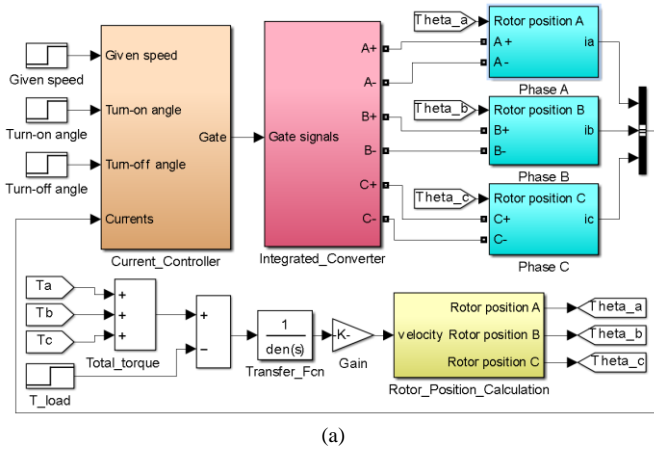 Given speed
Turn-on angle
Turn-off angle
Given speed
Turn-on angle
Turn-off angle
Currents
Gate
Current_Controller
Gate signals
A+
A-
B+
B-
C+
C-
Integrated_Converter
Theta_a
Rotor position A
A+
A-
ia
Phase A
Theta_b
Rotor position B
B+
B-
ib
Phase B
Theta_c
Rotor position C
C+
C-
ic
Phase C
Ta
Tb
Tc
+
+
+
Total_torque
T_load
+
−
1
den(s)
Transfer_Fcn
-K-
Gain
velocity
Rotor position A
Rotor position B
Rotor position C
Rotor_Position_Calculation
Theta_a
Theta_b
Theta_c
(a)